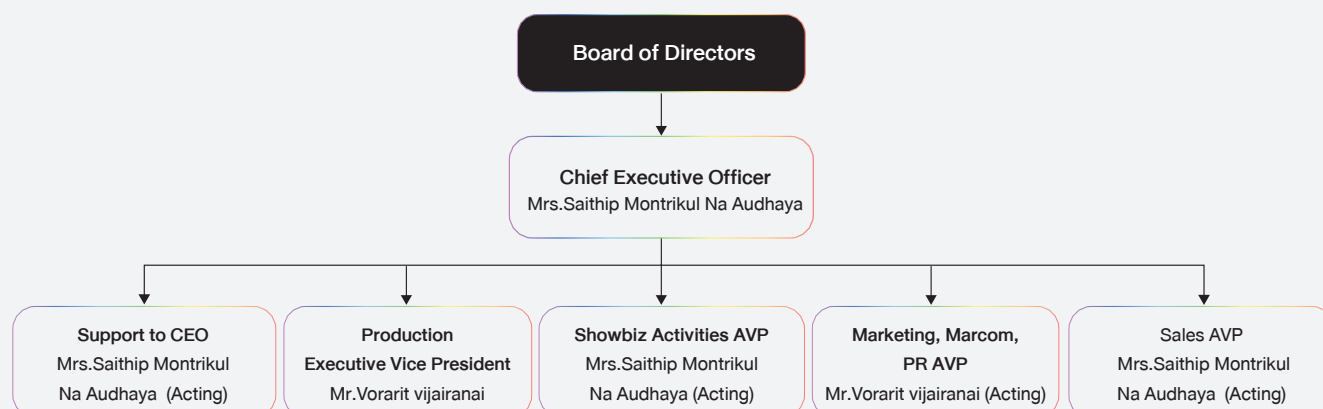 Board of Directors
Chief Executive Officer
Mrs.Saithip Montrikul Na Audhaya
Support to CEO
Mrs.Saithip Montrikul
Na Audhaya (Acting)
Production
Executive Vice President
Mr.Vorarit vijairanai
Showbiz Activities AVP
Mrs.Saithip Montrikul
Na Audhaya (Acting)
Marketing, Marcom,
PR AVP
Mr.Vorarit vijairanai (Acting)
Sales AVP
Mrs.Saithip Montrikul
Na Audhaya (Acting)